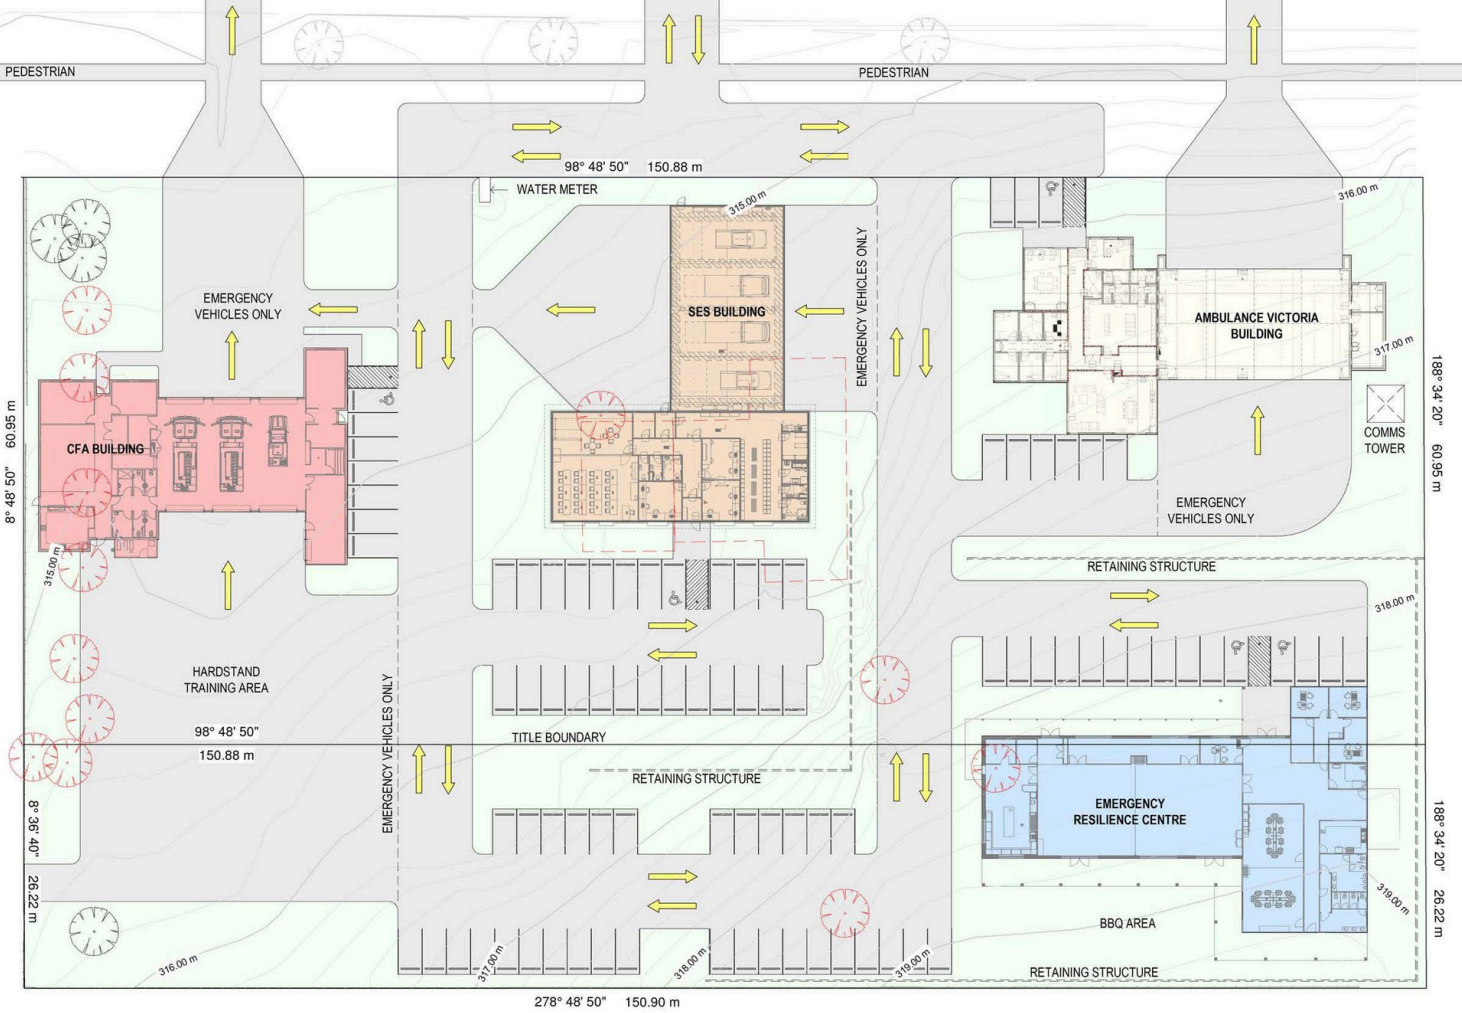 PEDESTRIAN
PEDESTRIAN
98° 48' 50" 150.88 m
WATER METER
315.00 m
316.00 m
EMERGENCY
VEHICLES ONLY
EMERGENCY VEHICLES ONLY
SES BUILDING
AMBULANCE VICTORIA
BUILDING
317.00 m
188° 34' 20" 60.95 m
COMMS
TOWER
CFA BUILDING
8° 48' 50" 60.95 m
EMERGENCY
VEHICLES ONLY
315.00 m
RETAINING STRUCTURE
318.00 m
HARDSTAND
TRAINING AREA
EMERGENCY VEHICLES ONLY
98° 48' 50"
150.88 m
TITLE BOUNDARY
RETAINING STRUCTURE
EMERGENCY
RESILIENCE CENTRE
8° 36' 40" 26.22 m
188° 34' 20" 26.22 m
319.00 m
BBQ AREA
316.00 m
317.00 m
318.00 m
319.00 m
RETAINING STRUCTURE
278° 48' 50" 150.90 m